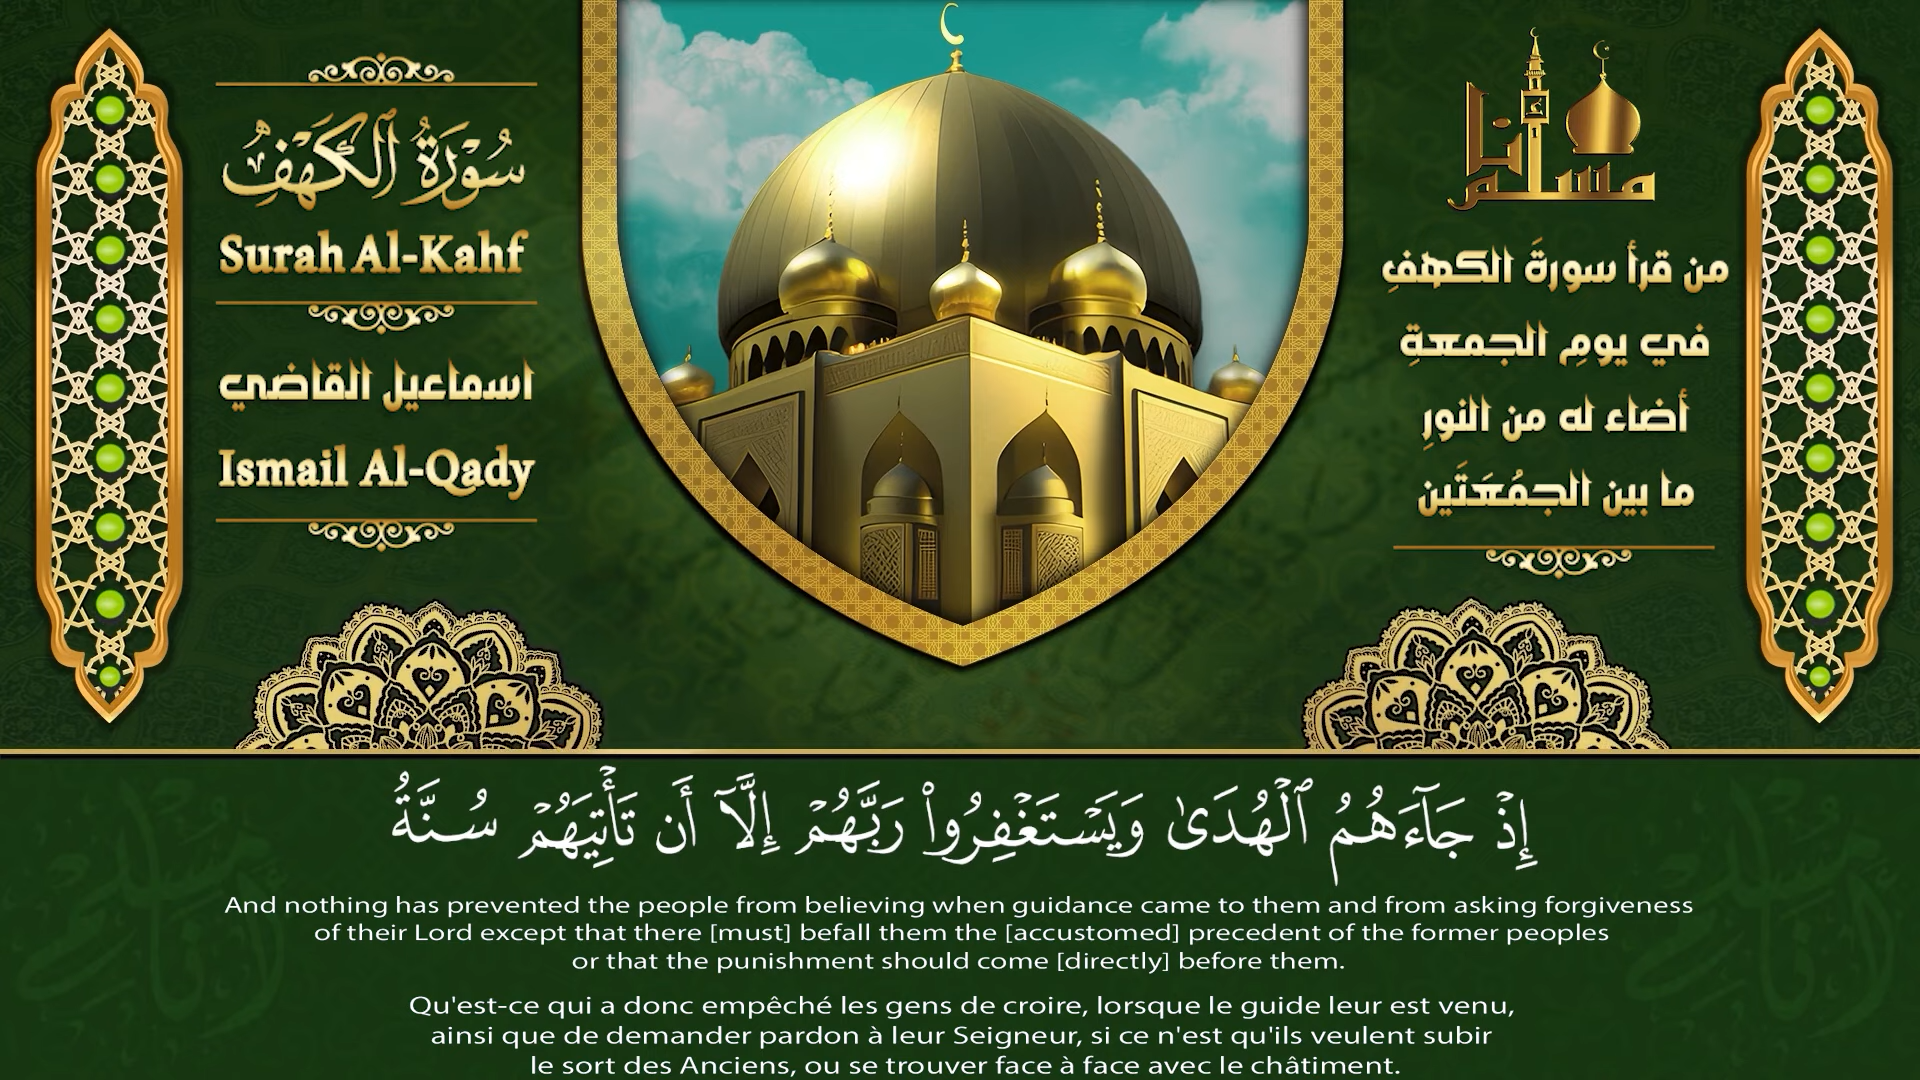 سُورَةُ ٱلْكَهْفِ
Surah Al-Kahf
اسماعيل القاضي
Ismail Al-Qady
أنا
مسلم
من قرأ سورةَ الكهفِ
في يومِ الجمعةِ
أضاء له من النورِ
ما بين الجمُعَتَين
إِذْ جَآءَهُمُ ٱلْهُدَىٰ وَيَسْتَغْفِرُوا۟ رَبَّهُمْ إِلَّآ أَن تَأْتِيَهُمْ سُنَّةُ
And nothing has prevented the people from believing when guidance came to them and from asking forgiveness
of their Lord except that there [must] befall them the [accustomed] precedent of the former peoples
or that the punishment should come [directly] before them.
Qu'est-ce qui a donc empêché les gens de croire, lorsque le guide leur est venu,
ainsi que de demander pardon à leur Seigneur, si ce n'est qu'ils veulent subir
le sort des Anciens, ou se trouver face à face avec le châtiment.